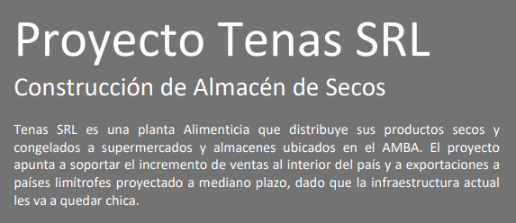 Proyecto Tenas SRL
Construcción de Almacén de Secos
Tenas SRL es una planta Alimenticia que distribuye sus productos secos y
congelados a supermercados y almacenes ubicados en el AMBA. El proyecto
apunta a soportar el incremento de ventas al interior del país y a exportaciones a
países limítrofes proyectado a mediano plazo, dado que la infraestructura actual
les va a quedar chica.